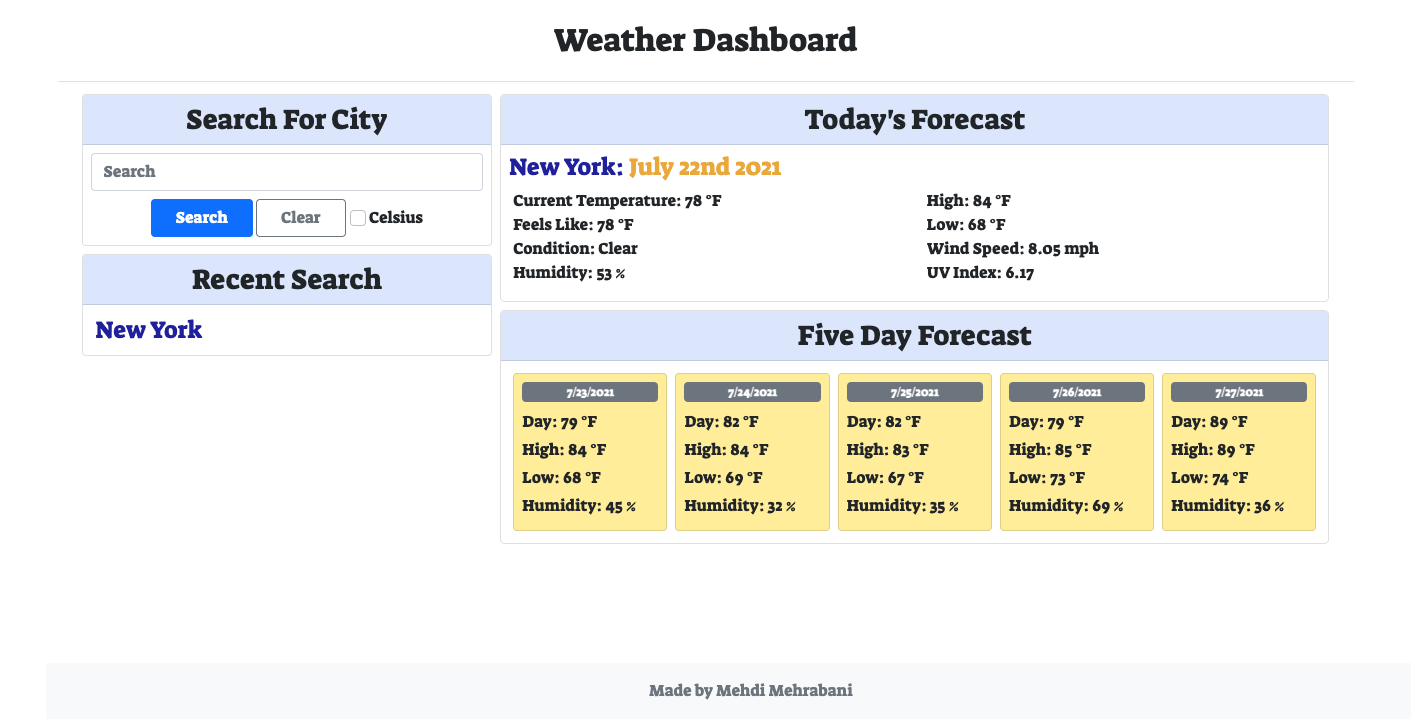 Weather Dashboard
Search For City
Search
Search Clear Celsius
Recent Search
New York
Today's Forecast
New York: July 22nd 2021
Current Temperature: 78 °F
Feels Like: 78 °F
Condition: Clear
Humidity: 53 %
High: 84 °F
Low: 68 °F
Wind Speed: 8.05 mph
UV Index: 6.17
Five Day Forecast
7/23/2021
Day: 79 °F
High: 84 °F
Low: 68 °F
Humidity: 45 %
7/24/2021
Day: 82 °F
High: 84 °F
Low: 69 °F
Humidity: 32 %
7/25/2021
Day: 82 °F
High: 83 °F
Low: 67 °F
Humidity: 35 %
7/26/2021
Day: 79 °F
High: 85 °F
Low: 73 °F
Humidity: 69 %
7/27/2021
Day: 89 °F
High: 89 °F
Low: 74 °F
Humidity: 36 %
Made by Mehdi Mehrabani